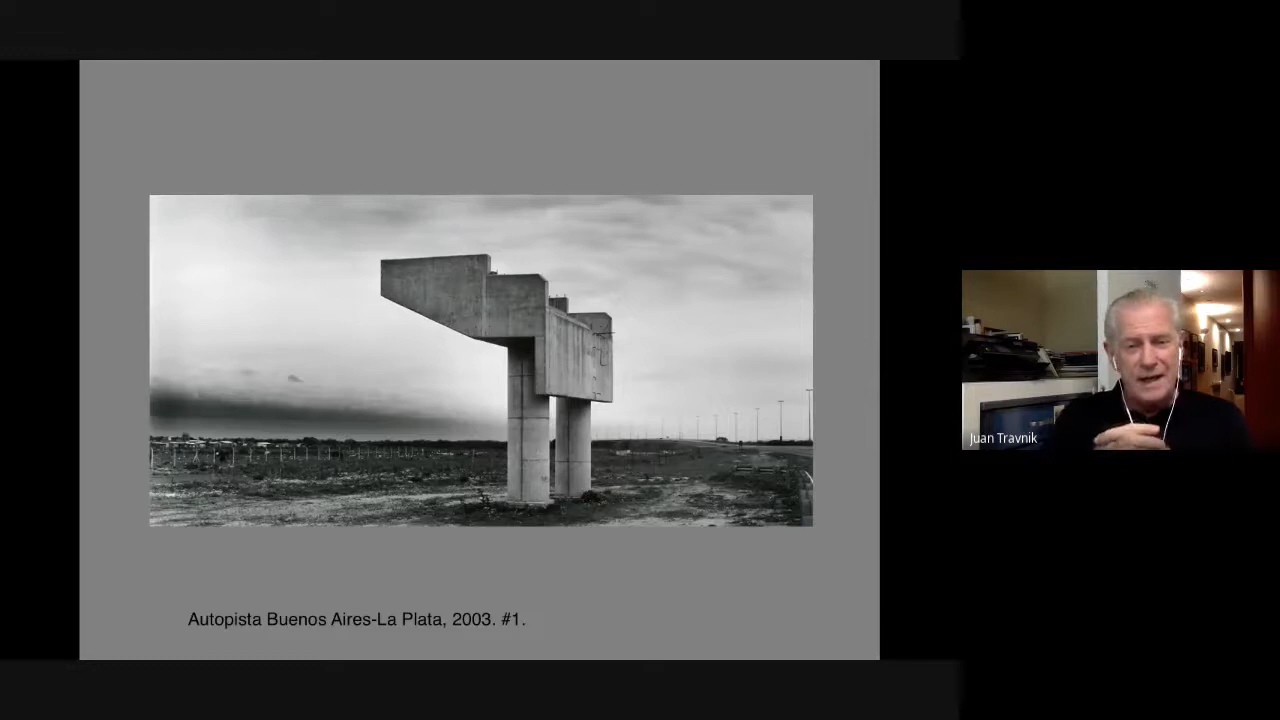 Autopista Buenos Aires-La Plata, 2003. #1.
Juan Travnik